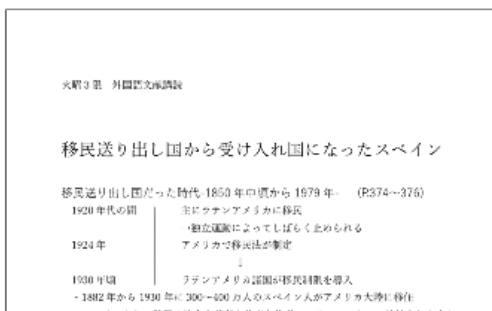 火曜3限 外国語文献講読
移民送り出し国から受け入れ国になったスペイン
移民送り出し国だった時代-1850年中頃から1979年- (P.374~376)
1920年代の間 主にラテンアメリカに移民
→独立運動によってしばらく止められる
1924年 アメリカで移民法が制定
↓
1930年頃 ラテンアメリカ諸国が移民制限を導入
・1882年から1930年に300~400万人のスペイン人がアメリカ大陸に移住